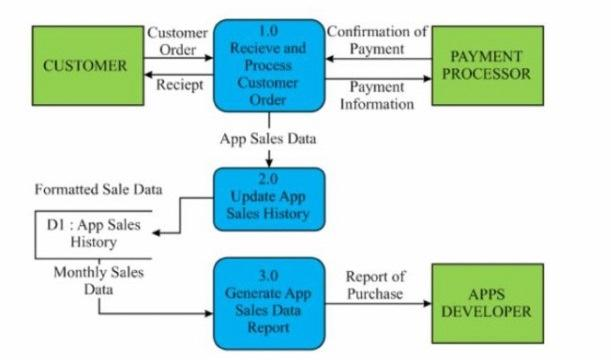 CUSTOMER
Customer
Order
Reciept
1.0
Recieve and
Process
Customer
Order
Confirmation of
Payment
Payment
Information
PAYMENT
PROCESSOR
App Sales Data
2.0
Update App
Sales History
Formatted Sale Data
D1 : App Sales
History
Monthly Sales
Data
3.0
Generate App
Sales Data
Report
Report of
Purchase
APPS
DEVELOPER